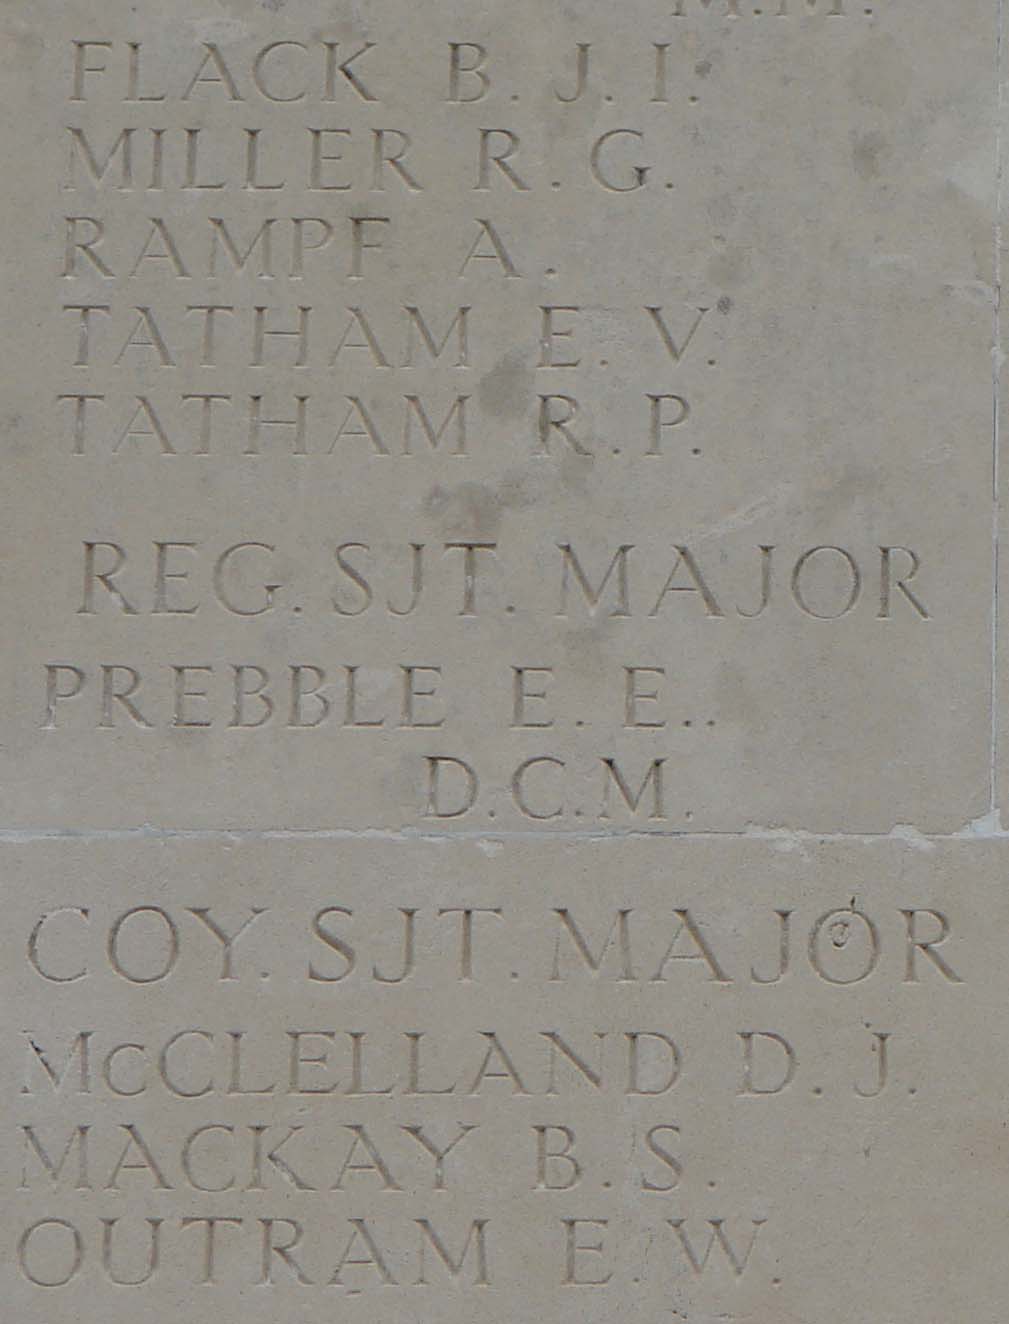 M.M.
FLACK B. J. I.
MILLER R. G.
RAMPF A.
TATHAM E. V.
TATHAM R. P.
REG. SJT. MAJOR
PREBBLE E. E..
D.C.M.
COY. SJT. MAJOR
McCLELLAND D. J.
MACKAY B. S.
OUTRAM E. W.